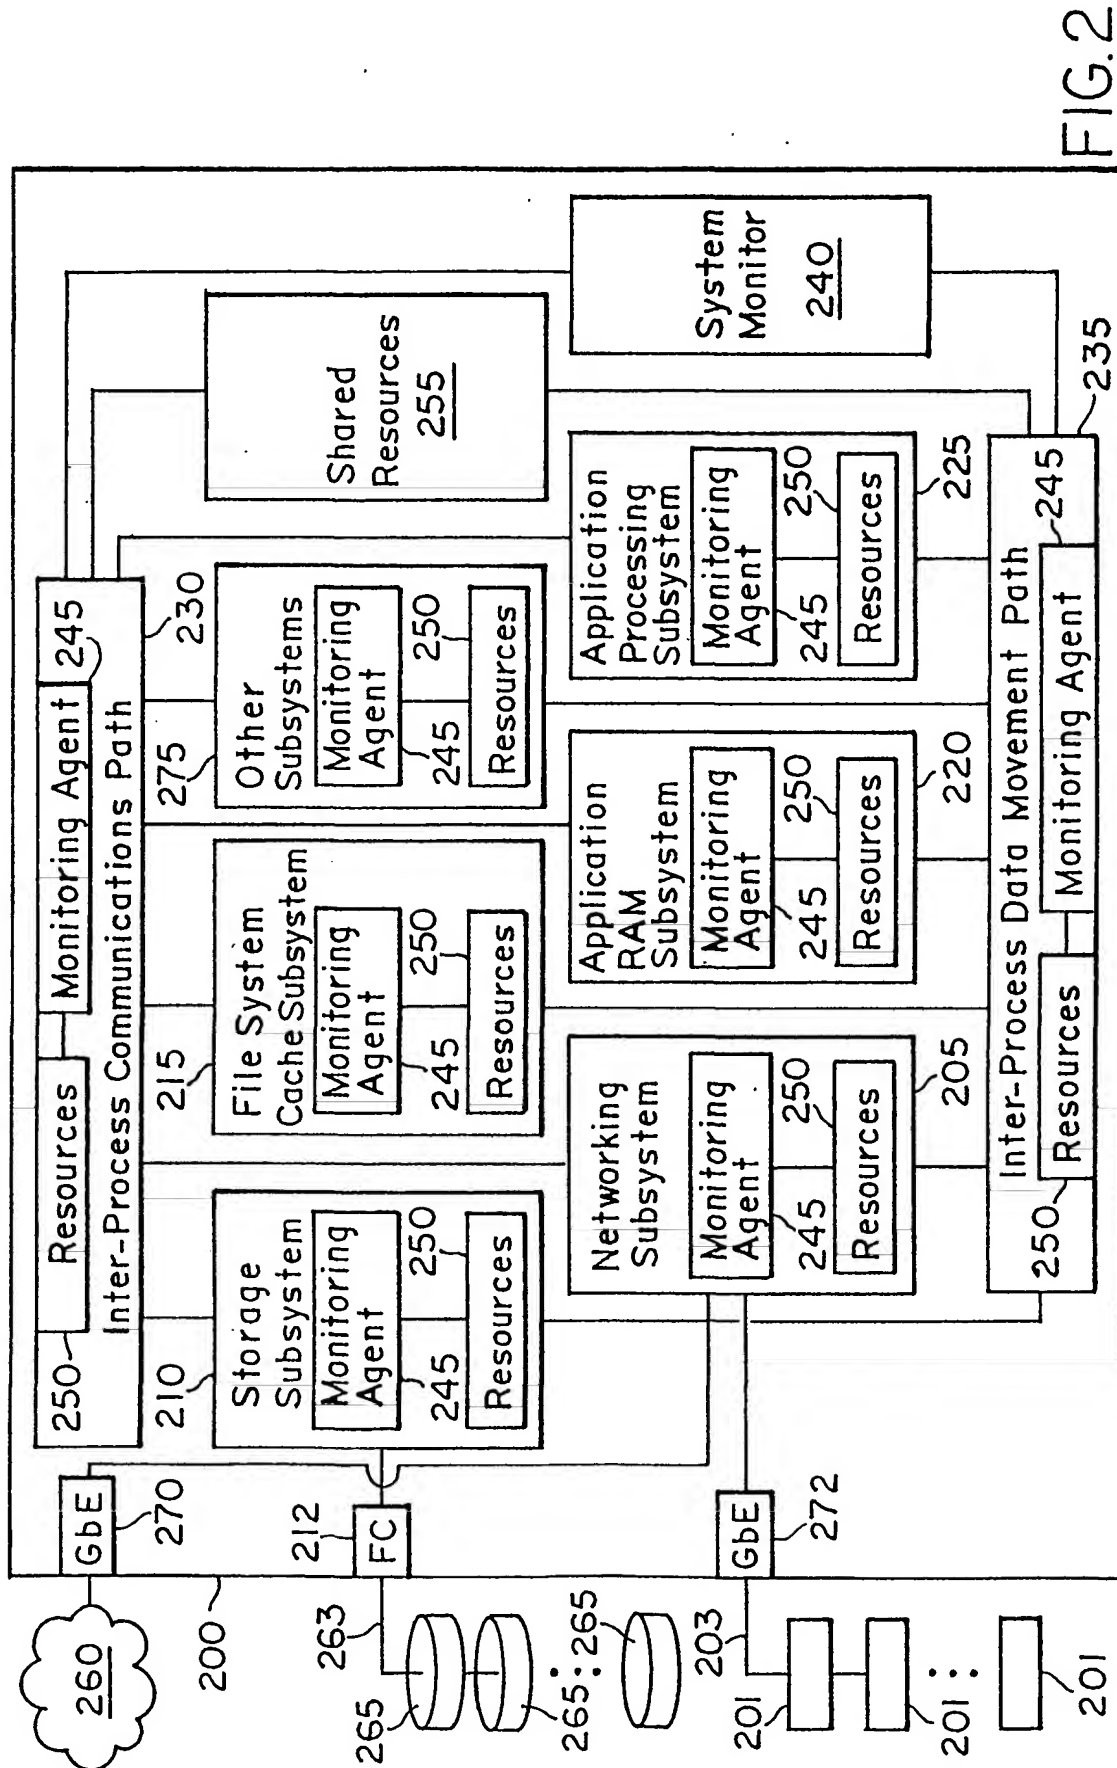 260
200
GbE
270
250
Resources
Monitoring Agent
245
Inter-Process Communications Path
230
263
265
265
265
FC
212
210
Storage
Subsystem
Monitoring
Agent
245
250
Resources
215
File System
Cache Subsystem
Monitoring
Agent
245
250
Resources
275
Other
Subsystems
Monitoring
Agent
245
250
Resources
Shared
Resources
255
203
201
201
201
GbE
272
Networking
Subsystem
Monitoring
Agent
245
250
Resources
205
Application
RAM
Subsystem
Monitoring
Agent
245
250
Resources
220
Application
Processing
Subsystem
Monitoring
Agent
245
250
Resources
225
System
Monitor
240
Inter-Process Data Movement Path
250
Resources
Monitoring Agent
245
235
FIG.2